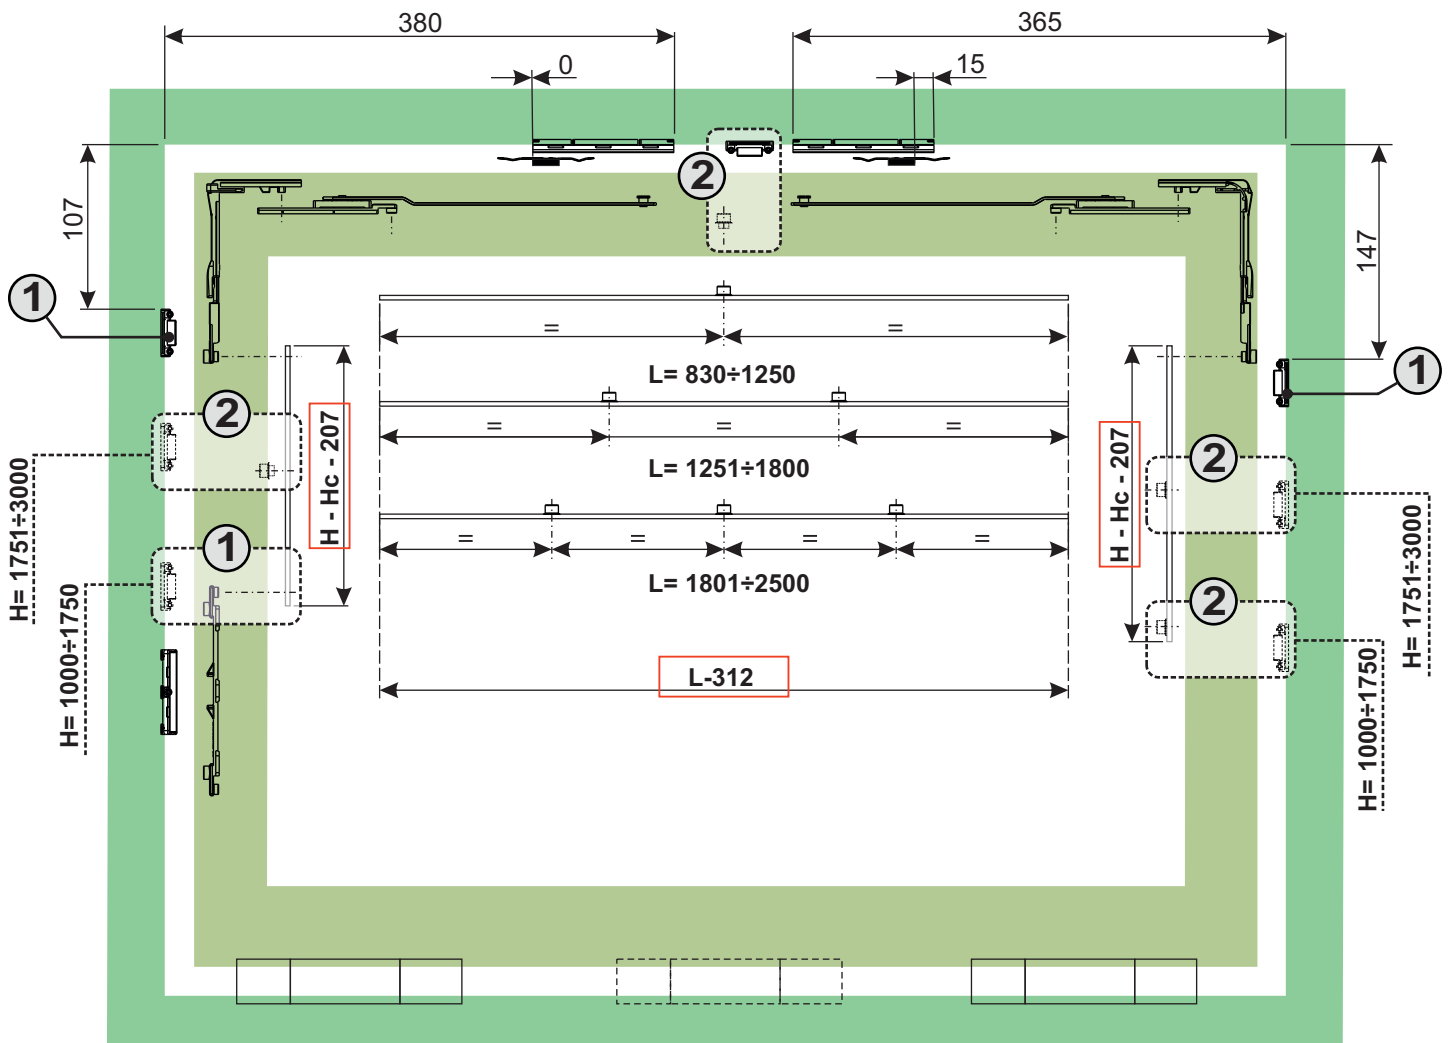 380
365
0
15
107
147
2
1
1
=
=
L= 830÷1250
2
=
=
=
L= 1251÷1800
2
H - Hc - 207
H - Hc - 207
H= 1751÷3000
1
=
=
=
=
L= 1801÷2500
2
H= 1751÷3000
H= 1000÷1750
L-312
H= 1000÷1750